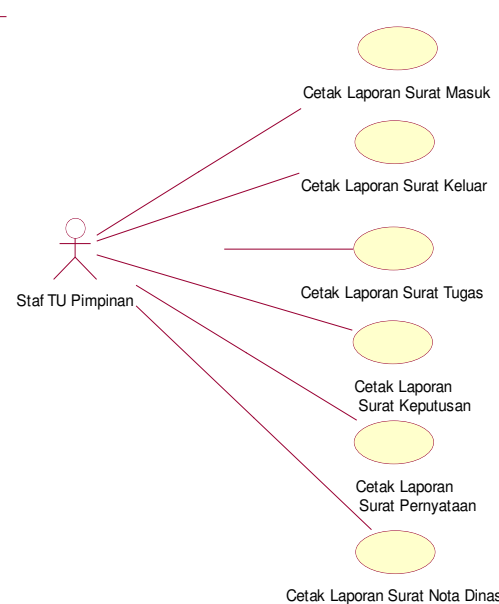 Cetak Laporan Surat Masuk
Cetak Laporan Surat Keluar
Staf TU Pimpinan
Cetak Laporan Surat Tugas
Cetak Laporan
Surat Keputusan
Cetak Laporan
Surat Pernyataan
Cetak Laporan Surat Nota Dinas